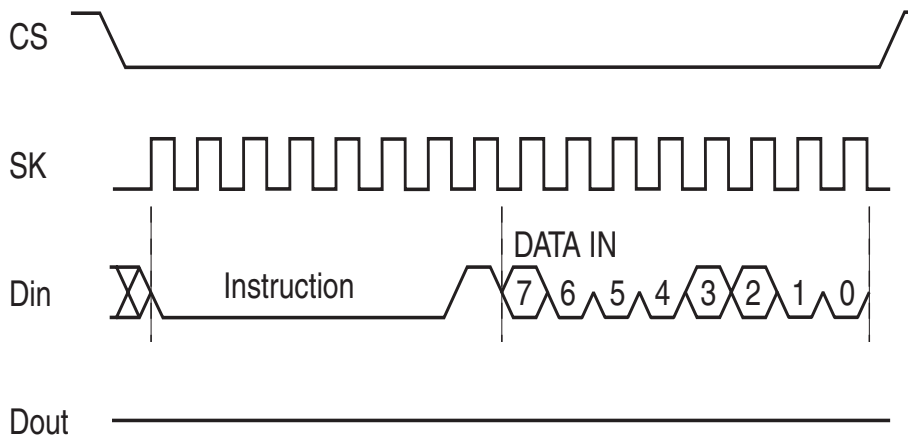 CS
SK
DATA IN
Din Instruction 7 6 5 4 3 2 1 0
Dout